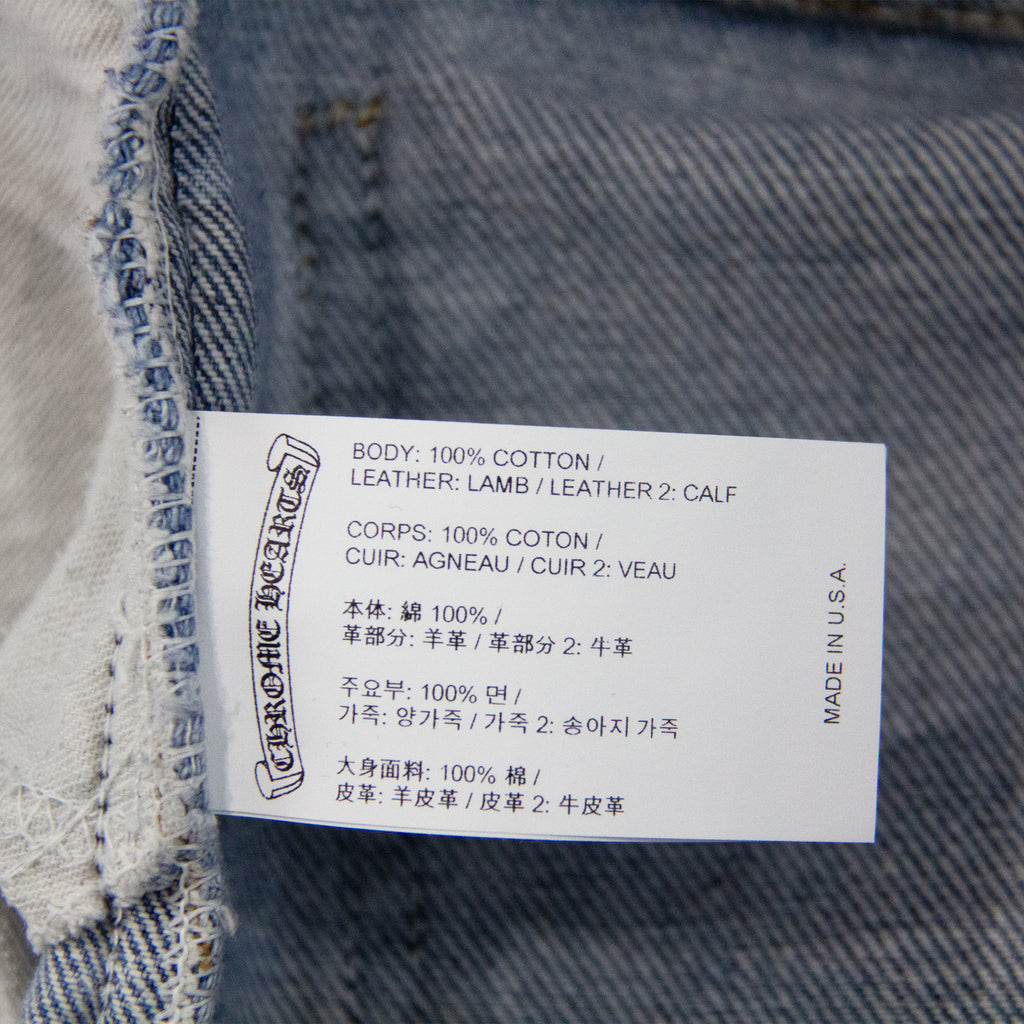 CHROME HEARTS
BODY: 100% COTTON /
LEATHER: LAMB / LEATHER 2: CALF
CORPS: 100% COTON /
CUIR: AGNEAU / CUIR 2: VEAU
本体: 綿 100% /
革部分: 羊革 / 革部分 2: 牛革
주요부: 100% 면 /
가죽: 양가죽 / 가죽 2: 송아지 가죽
大身面料: 100% 棉 /
皮革: 羊皮革 / 皮革 2: 牛皮革
MADE IN U.S.A.